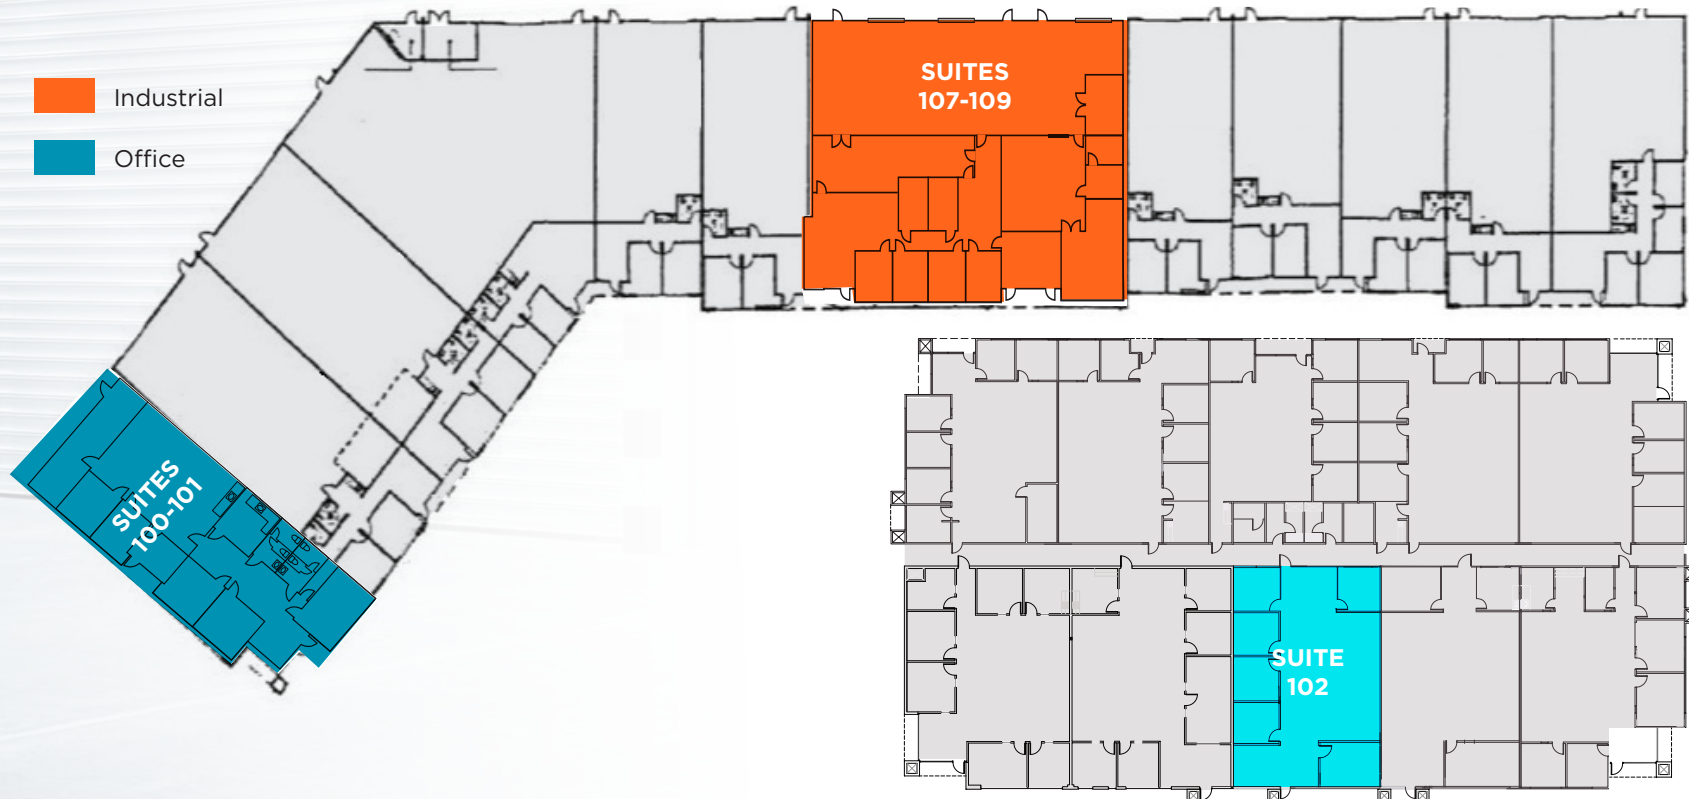 Industrial
Office
SUITES
107-109
SUITES
100-101
SUITE
102